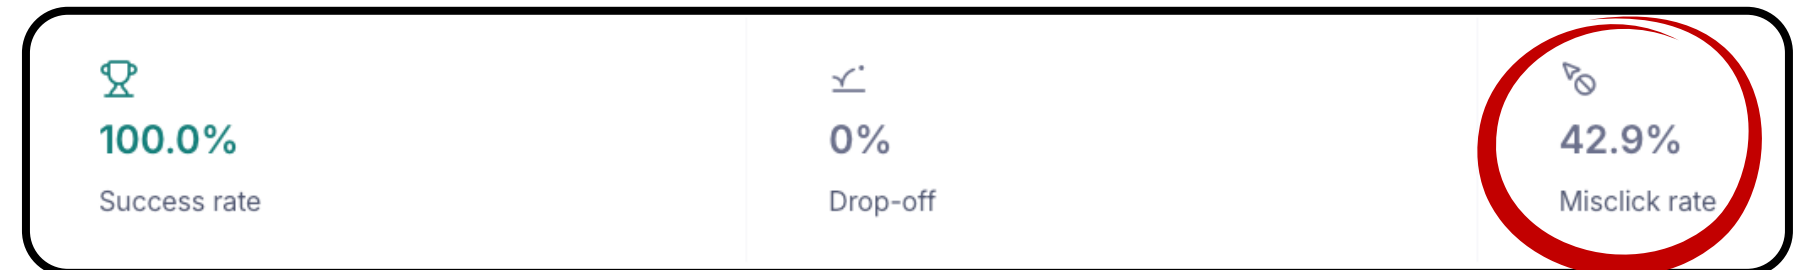 100.0%
Success rate
0%
Drop-off
42.9%
Misclick rate